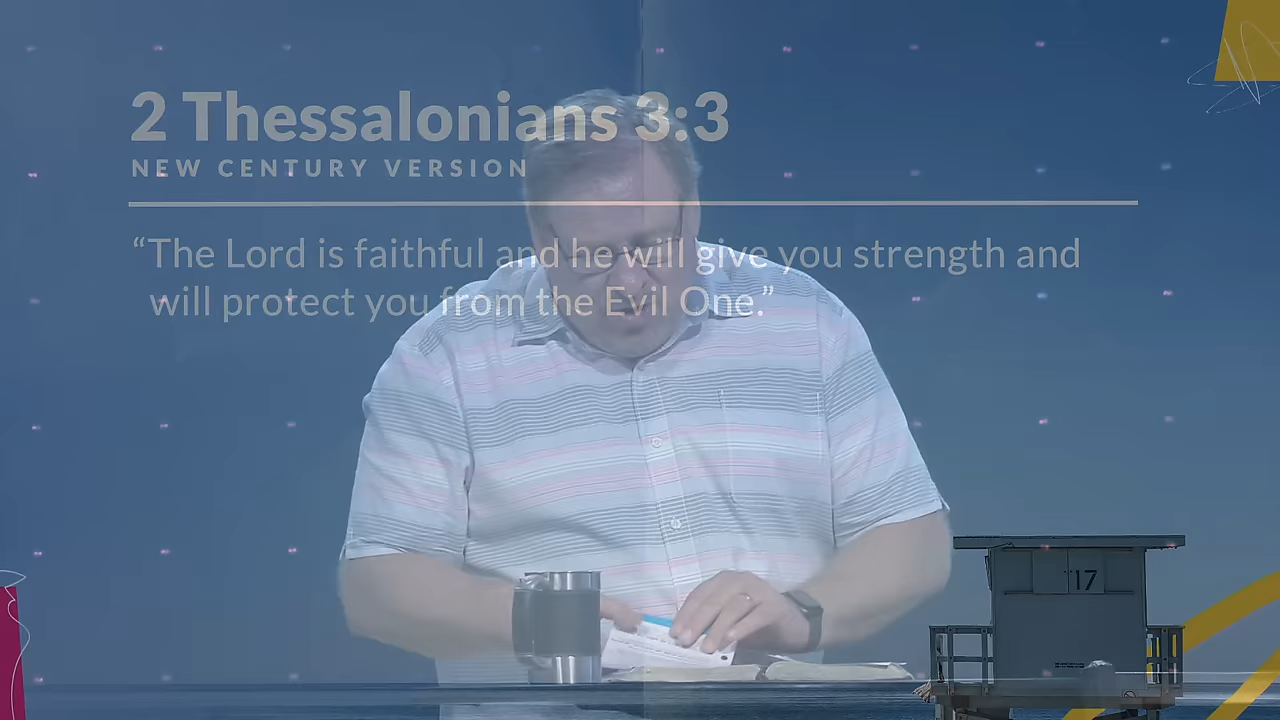 2 Thessalonians 3:3
NEW CENTURY VERSION
“The Lord is faithful and he will give you strength and
will protect you from the Evil One.”
17